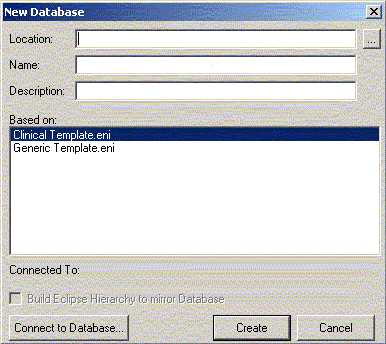 New Database
Location:
...
Name:
Description:
Based on:
Clinical Template.eni
Generic Template.eni
Connected To:
Build Eclipse Hierarchy to mirror Database
Connect to Database...
Create
Cancel